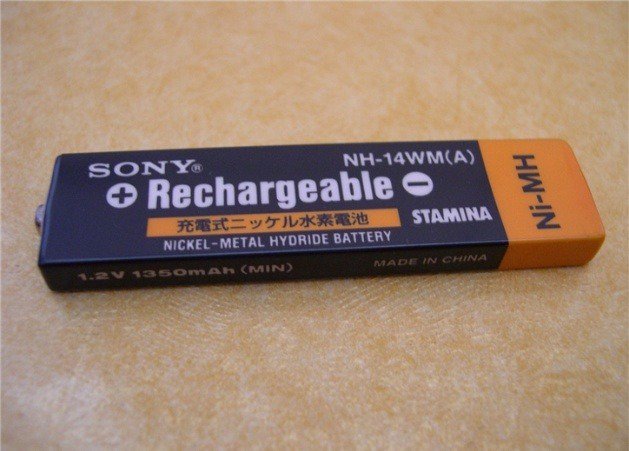 SONY® NH-14WM(A)
+ Rechargeable −
充電式ニッケル水素電池 STAMINA
NICKEL-METAL HYDRIDE BATTERY
Ni-MH
1.2V 1350mAh (MIN) MADE IN CHINA